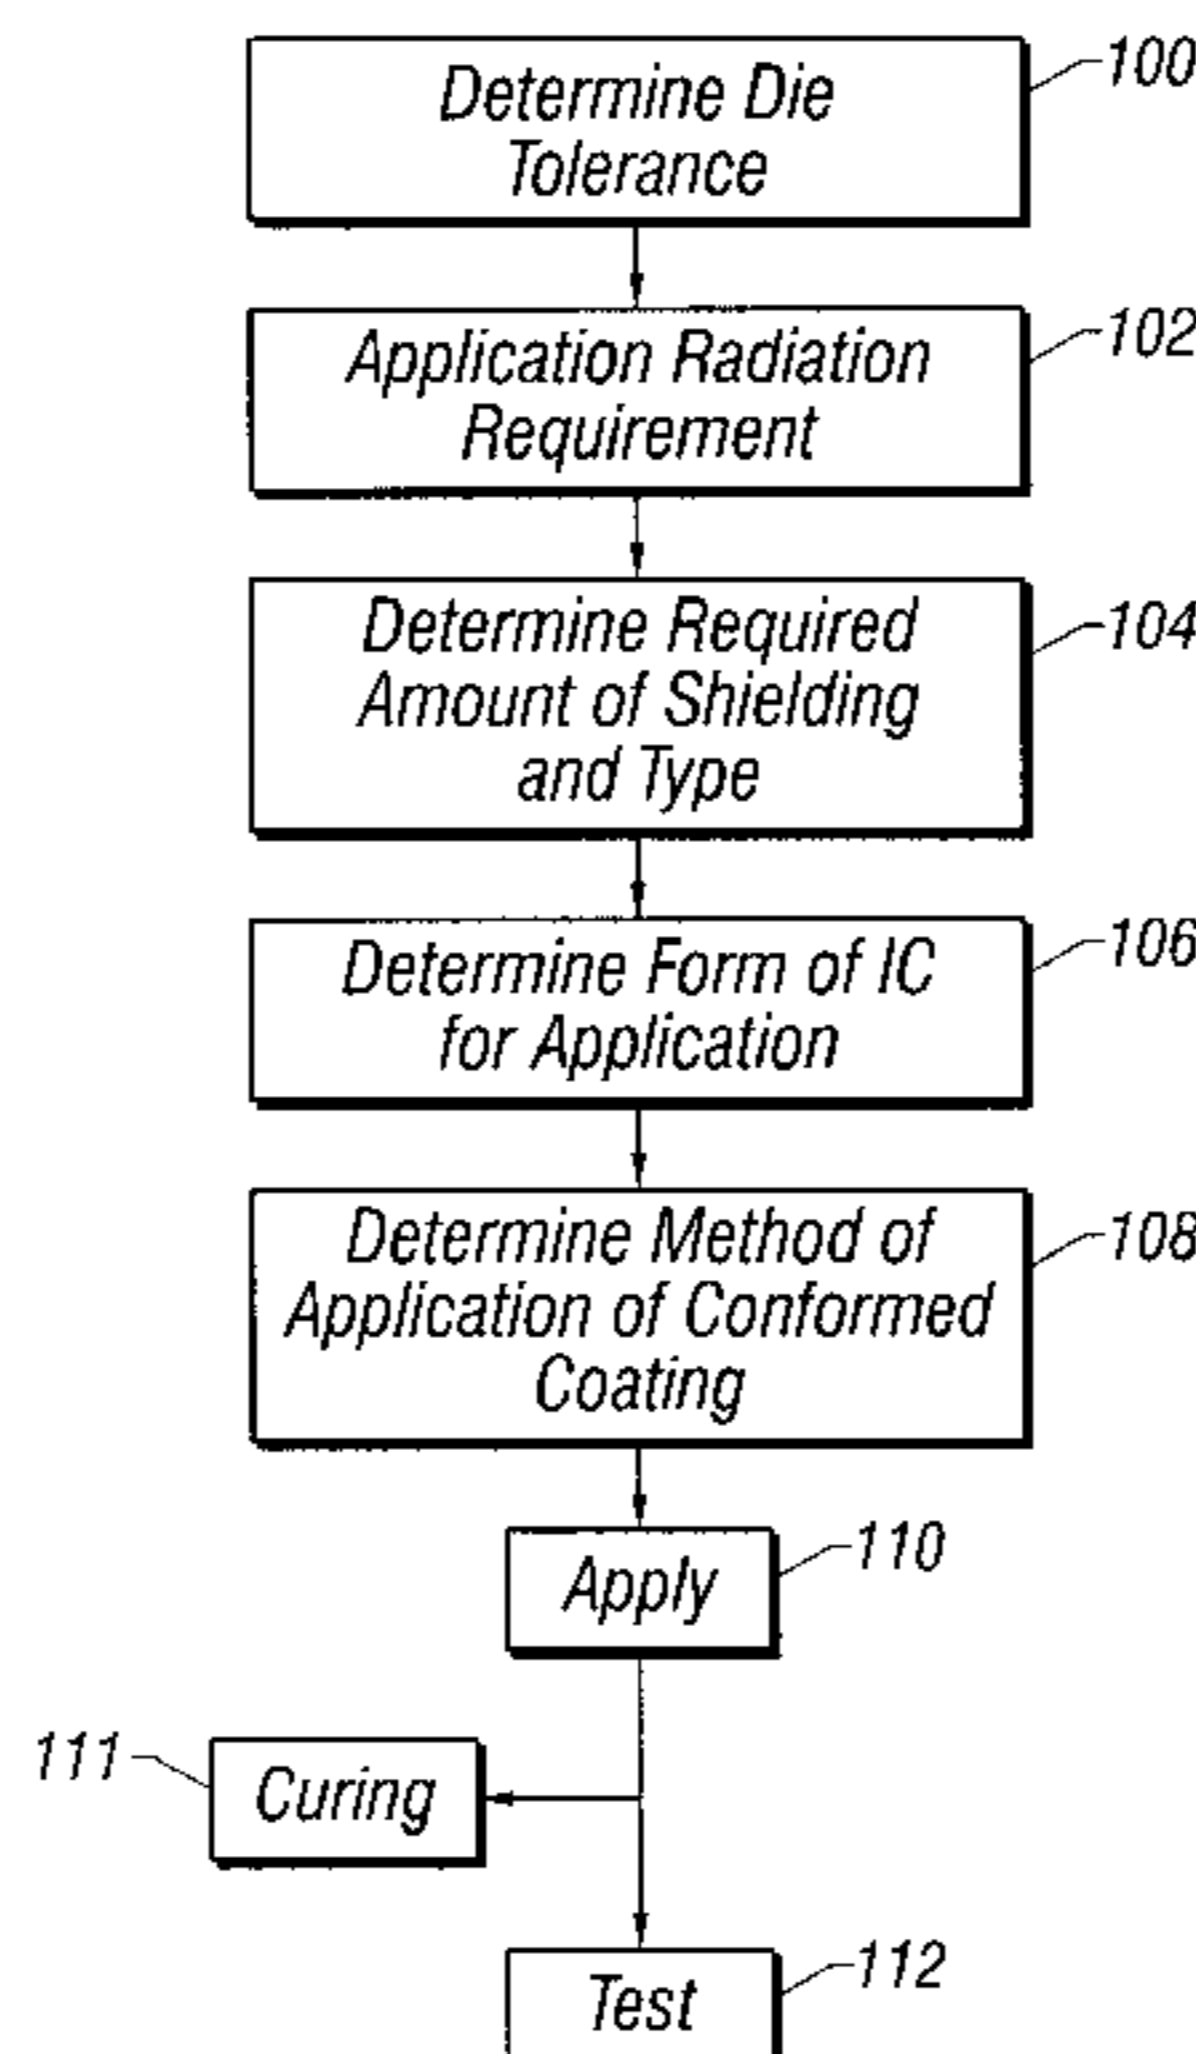 Determine Die
Tolerance
100
Application Radiation
Requirement
102
Determine Required
Amount of Shielding
and Type
104
Determine Form of IC
for Application
106
Determine Method of
Application of Conformed
Coating
108
Apply
110
111
Curing
Test
112